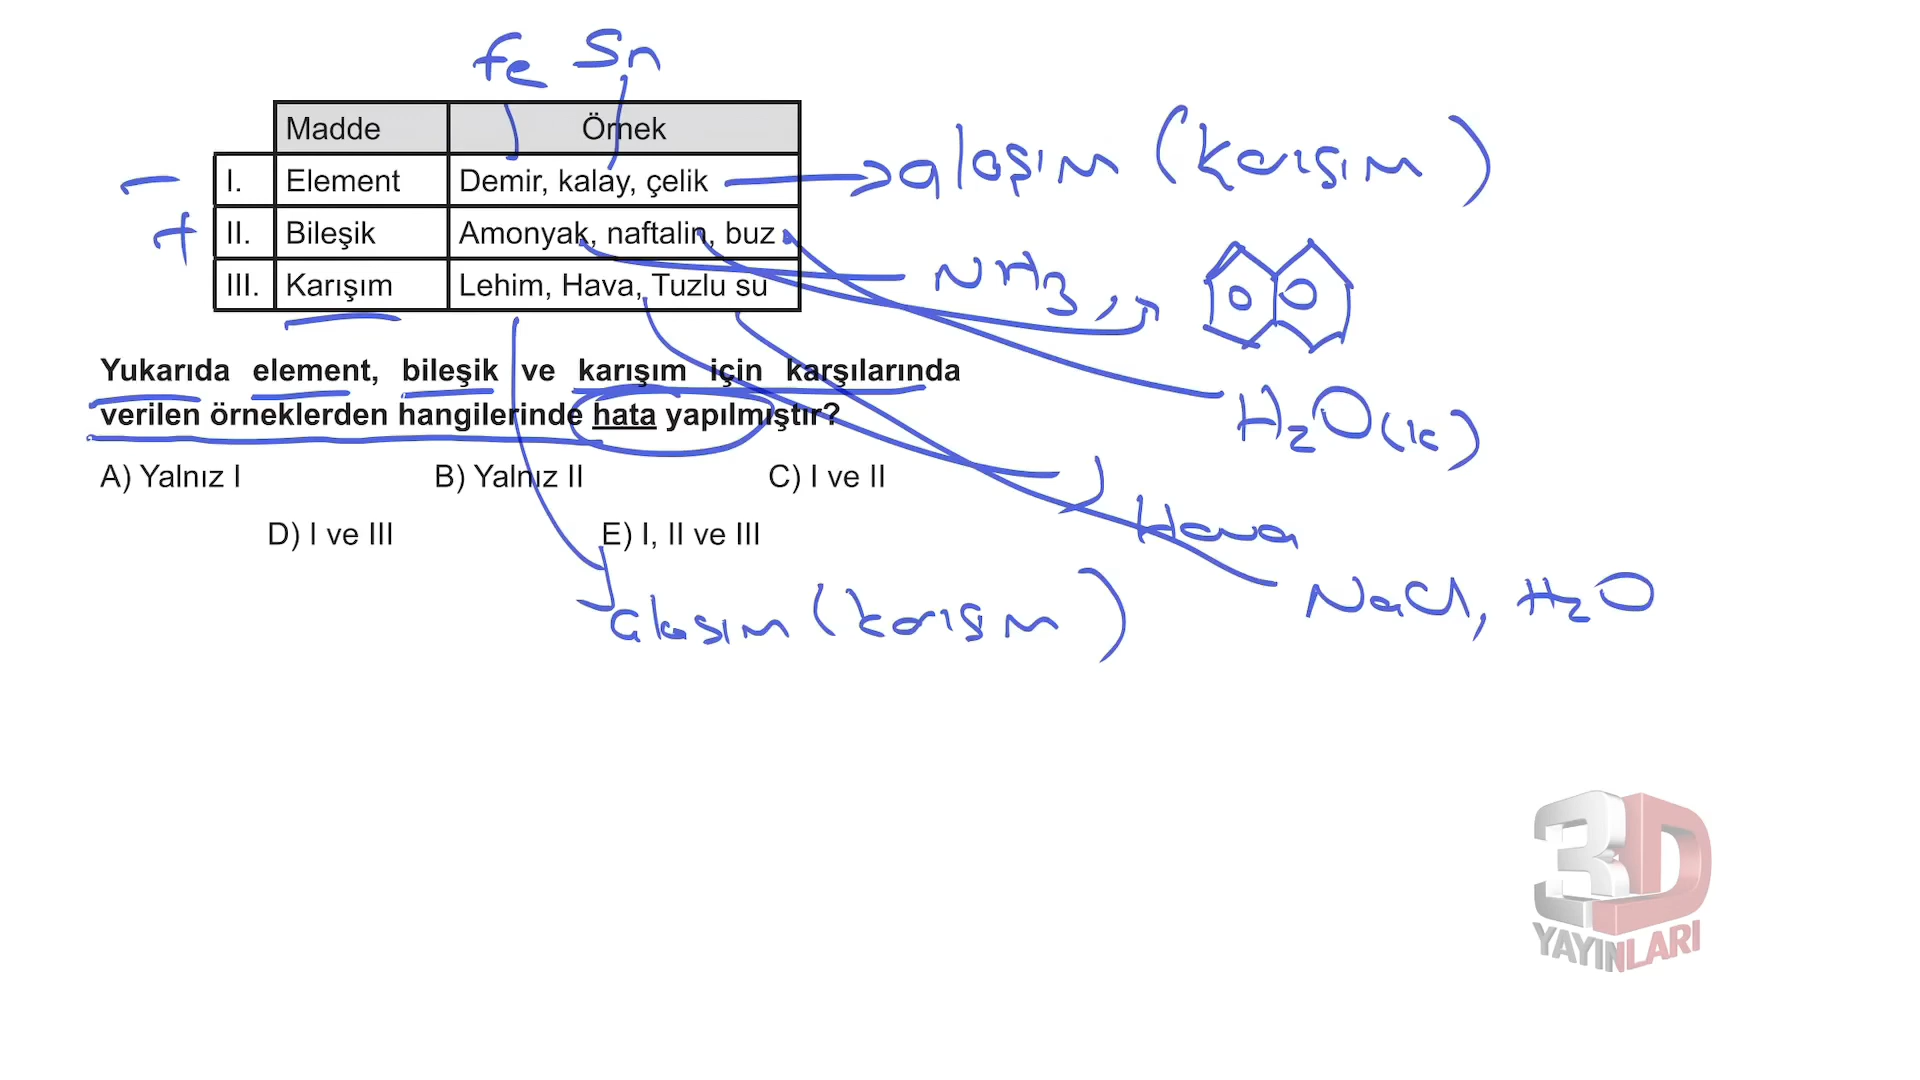 fe Sn
Madde Örnek
I. Element Demir, kalay, çelik
alaşım (karışım)
II. Bileşik Amonyak, naftalin, buz
NH3,
III. Karışım Lehim, Hava, Tuzlu su
Yukarıda element, bileşik ve karışım için karşılarında
verilen örneklerden hangilerinde hata yapılmıştır?
H2O(k)
A) Yalnız I B) Yalnız II C) I ve II
Hava
D) I ve III E) I, II ve III
NaCl, H2O
alaşım (karışım)
3D
YAYINLARI